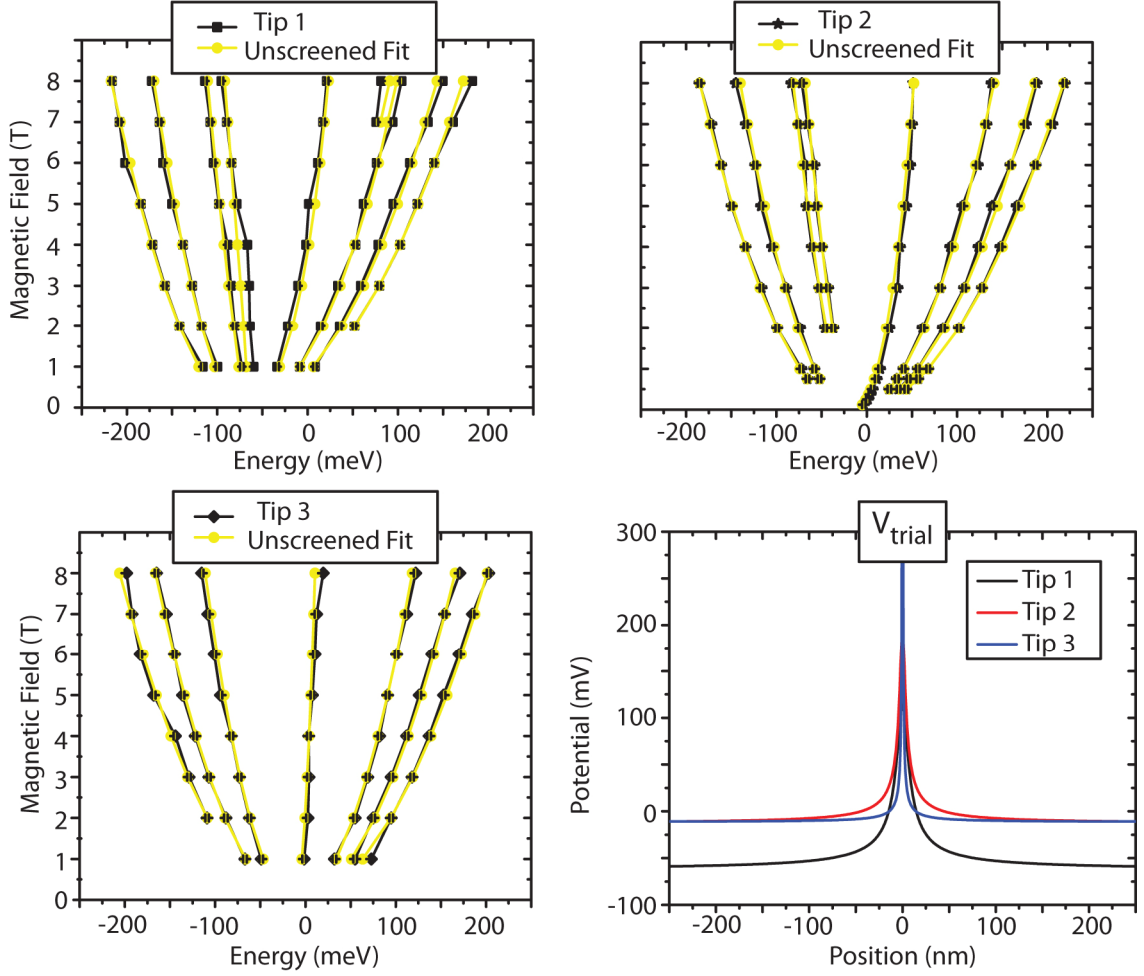 Tip 1
Unscreened Fit
Magnetic Field (T)
8
7
6
5
4
3
2
1
0
-200
-100
0
100
200
Energy (meV)
Tip 2
Unscreened Fit
-200
-100
0
100
200
Energy (meV)
Tip 3
Unscreened Fit
Magnetic Field (T)
8
7
6
5
4
3
2
1
0
-200
-100
0
100
200
Energy (meV)
Vtrial
Tip 1
Tip 2
Tip 3
Potential (mV)
300
200
100
0
-100
-200
-100
0
100
200
Position (nm)